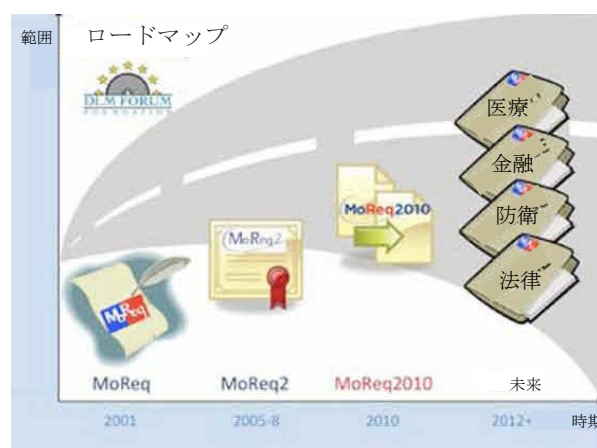 範囲
ロードマップ
DLM FORUM
FOUNDATION
医療
金融
防衛
法律
MoReq2010
MoReq2
MoReq
MoReq
MoReq2
MoReq2010
未来
2001
2005-8
2010
2012+
時期